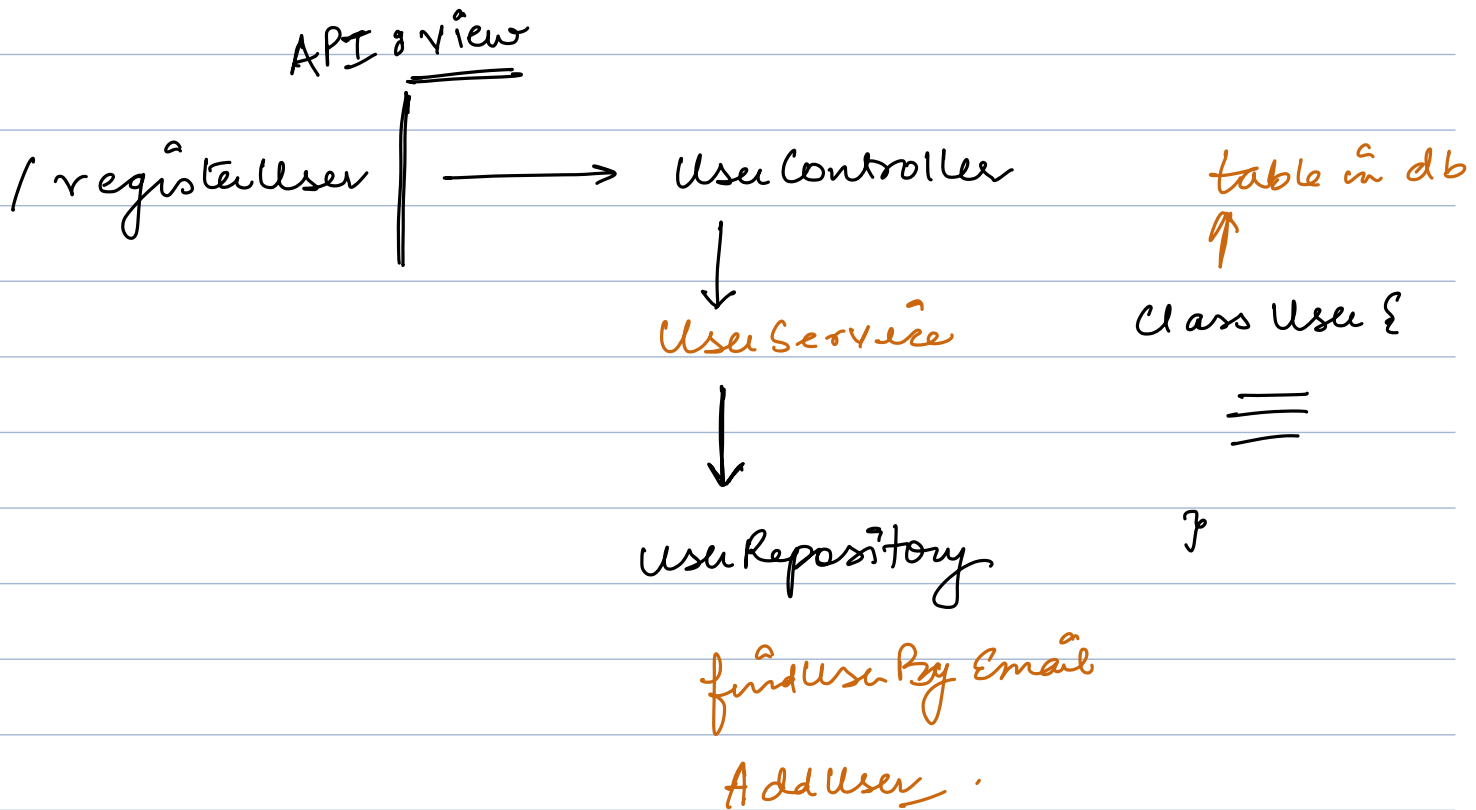 API : view
/registerUser → UserController
table in db
UserService
class User {
UserRepository
}
findUserByEmail
AddUser.